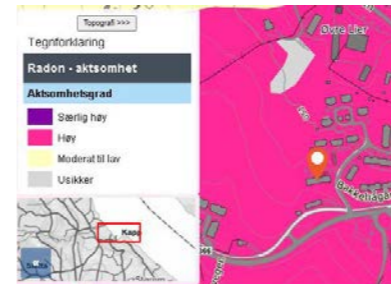 Topografi >>>
Tegnforklaring
Radon - aktsomhet
Aktsomhetsgrad
Særlig høy
Høy
Moderat til lav
Usikker
Øvre Lier
Kapp